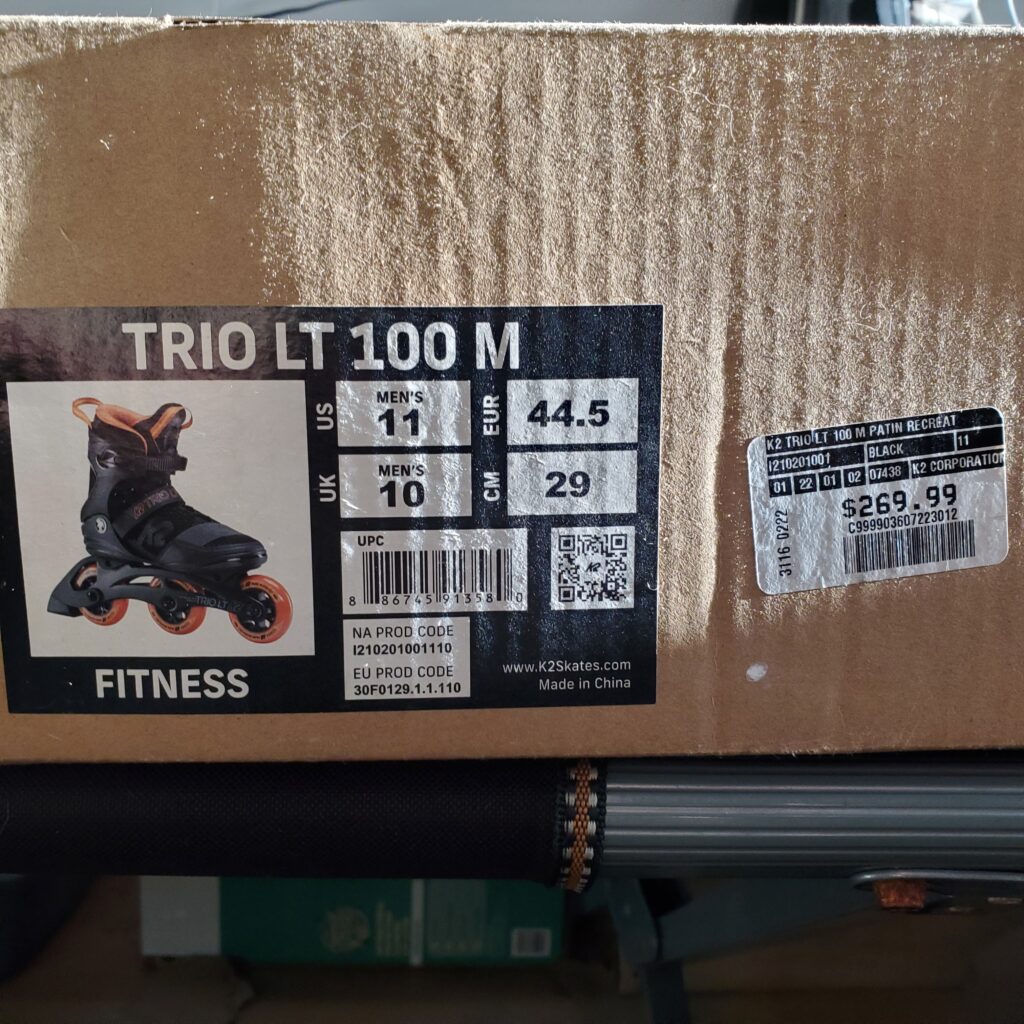 TRIO LT 100 M
US
MEN'S
11
EUR
44.5
UK
MEN'S
10
CM
29
UPC
8 86745 91358 0
NA PROD CODE
I210201001110
EU PROD CODE
30F0129.1.1.110
www.K2Skates.com
Made in China
FITNESS
K2 TRIO LT 100 M PATIN RECREAT
I210201001 BLACK 11
01 22 01 02 07438 K2 CORPORATION
$269.99
C999903607223012
3116 0222